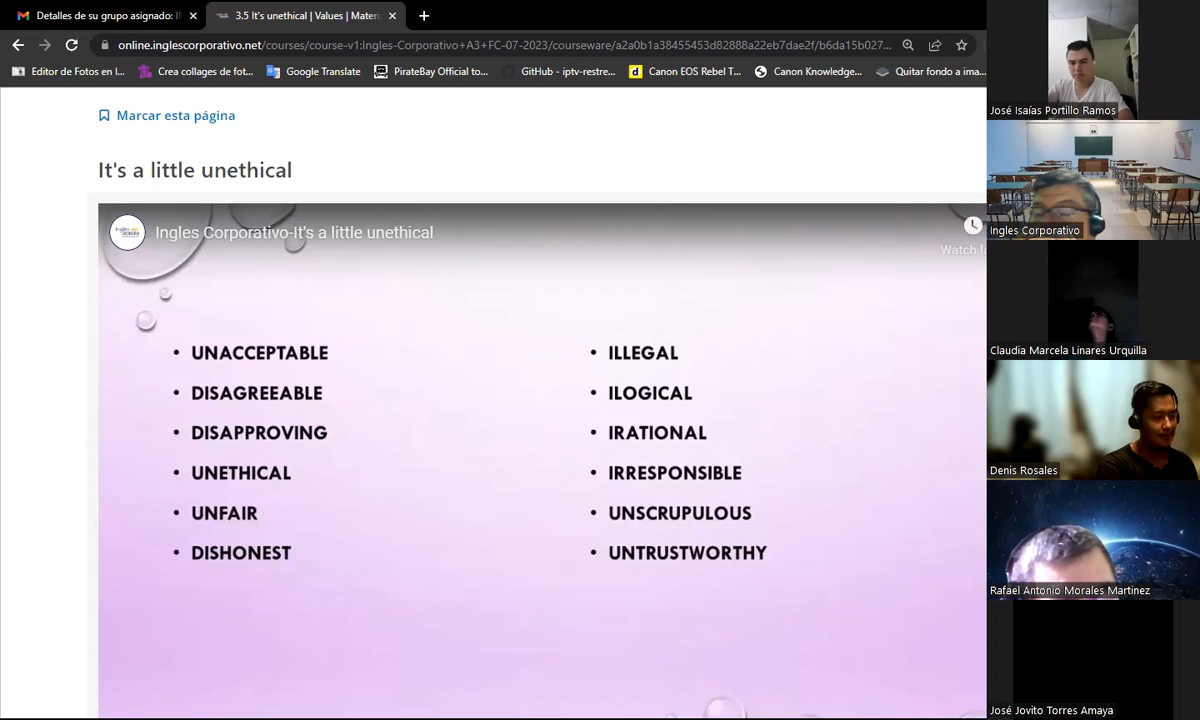 Detalles de su grupo asignado: I
3.5 It's unethical | Values | Mater
online.inglescorporativo.net/courses/course-v1:Ingles-Corporativo+A3+FC-07-2023/courseware/a2a0b1a38455453d82888a22eb7dae2f/b6da15b027...
Editor de Fotos en l...
Crea collages de fot...
Google Translate
PirateBay Official to...
GitHub - iptv-restre...
Canon EOS Rebel T...
Canon Knowledge...
Quitar fondo a ima...
Marcar esta página
It's a little unethical
Ingles Corporativo-It's a little unethical
Watch la
• UNACCEPTABLE
• DISAGREEABLE
• DISAPPROVING
• UNETHICAL
• UNFAIR
• DISHONEST
• ILLEGAL
• ILOGICAL
• IRATIONAL
• IRRESPONSIBLE
• UNSCRUPULOUS
• UNTRUSTWORTHY
José Isaías Portillo Ramos
Ingles Corporativo
Claudia Marcela Linares Urquilla
Denis Rosales
Rafael Antonio Morales Martinez
José Jovito Torres Amaya